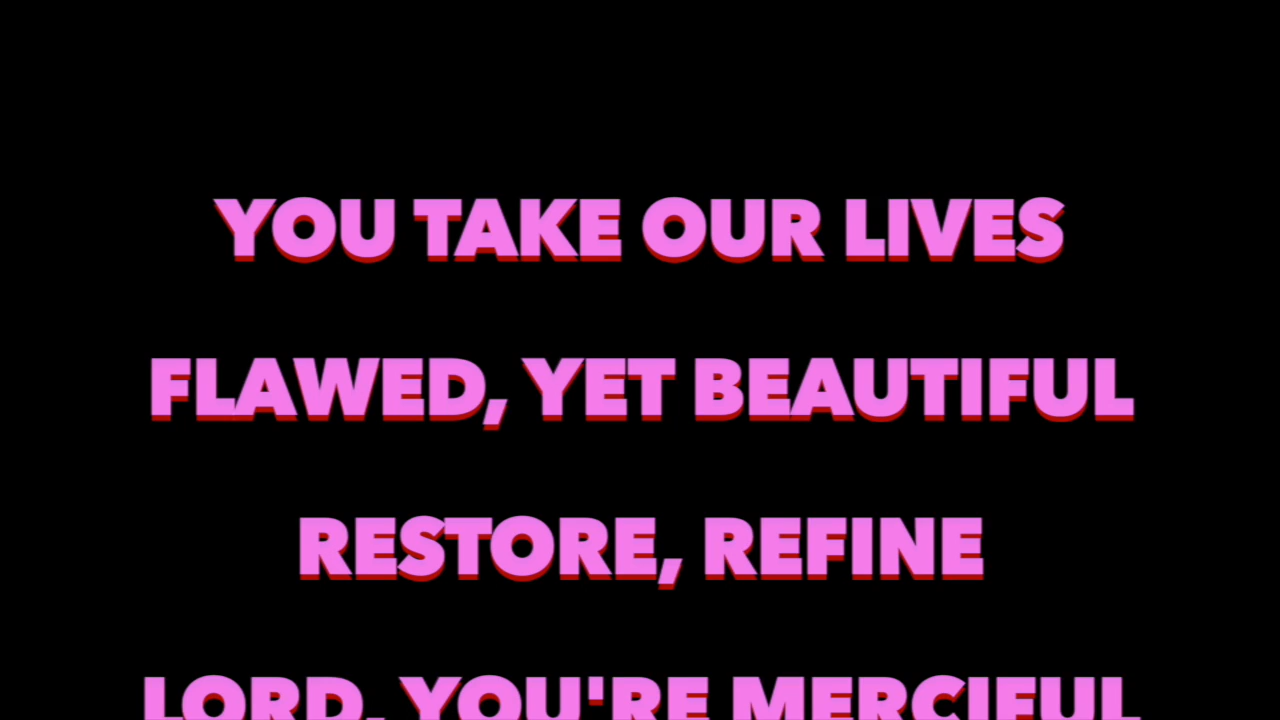 YOU TAKE OUR LIVES
FLAWED, YET BEAUTIFUL
RESTORE, REFINE
LORD, YOU'RE MERCIFUL